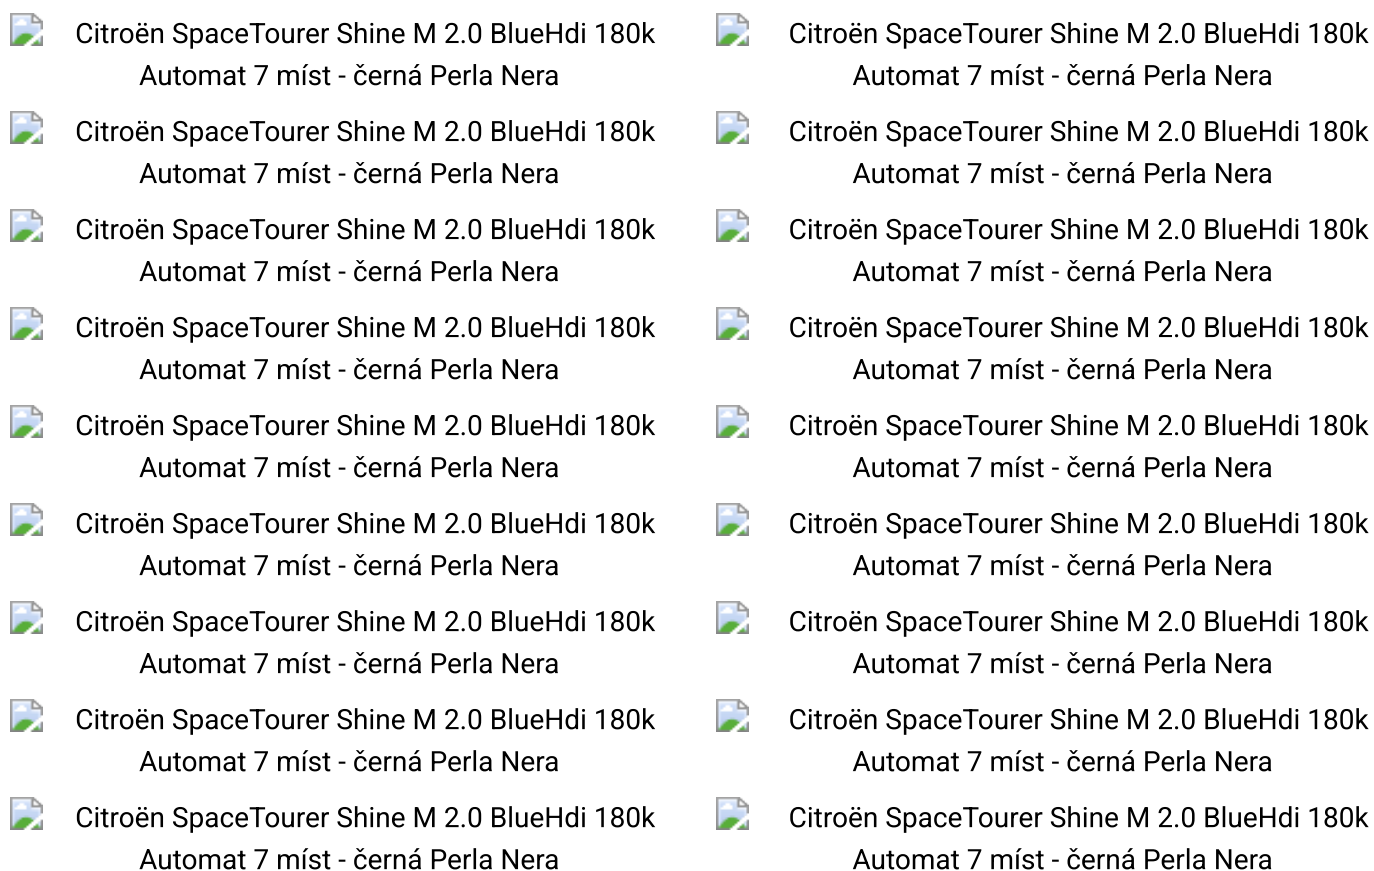 Citroën SpaceTourer Shine M 2.0 BlueHdi 180k Citroën SpaceTourer Shine M 2.0 BlueHdi 180k
Automat 7 míst - černá Perla Nera Automat 7 míst - černá Perla Nera
Citroën SpaceTourer Shine M 2.0 BlueHdi 180k Citroën SpaceTourer Shine M 2.0 BlueHdi 180k
Automat 7 míst - černá Perla Nera Automat 7 míst - černá Perla Nera
Citroën SpaceTourer Shine M 2.0 BlueHdi 180k Citroën SpaceTourer Shine M 2.0 BlueHdi 180k
Automat 7 míst - černá Perla Nera Automat 7 míst - černá Perla Nera
Citroën SpaceTourer Shine M 2.0 BlueHdi 180k Citroën SpaceTourer Shine M 2.0 BlueHdi 180k
Automat 7 míst - černá Perla Nera Automat 7 míst - černá Perla Nera
Citroën SpaceTourer Shine M 2.0 BlueHdi 180k Citroën SpaceTourer Shine M 2.0 BlueHdi 180k
Automat 7 míst - černá Perla Nera Automat 7 míst - černá Perla Nera
Citroën SpaceTourer Shine M 2.0 BlueHdi 180k Citroën SpaceTourer Shine M 2.0 BlueHdi 180k
Automat 7 míst - černá Perla Nera Automat 7 míst - černá Perla Nera
Citroën SpaceTourer Shine M 2.0 BlueHdi 180k Citroën SpaceTourer Shine M 2.0 BlueHdi 180k
Automat 7 míst - černá Perla Nera Automat 7 míst - černá Perla Nera
Citroën SpaceTourer Shine M 2.0 BlueHdi 180k Citroën SpaceTourer Shine M 2.0 BlueHdi 180k
Automat 7 míst - černá Perla Nera Automat 7 míst - černá Perla Nera
Citroën SpaceTourer Shine M 2.0 BlueHdi 180k Citroën SpaceTourer Shine M 2.0 BlueHdi 180k
Automat 7 míst - černá Perla Nera Automat 7 míst - černá Perla Nera